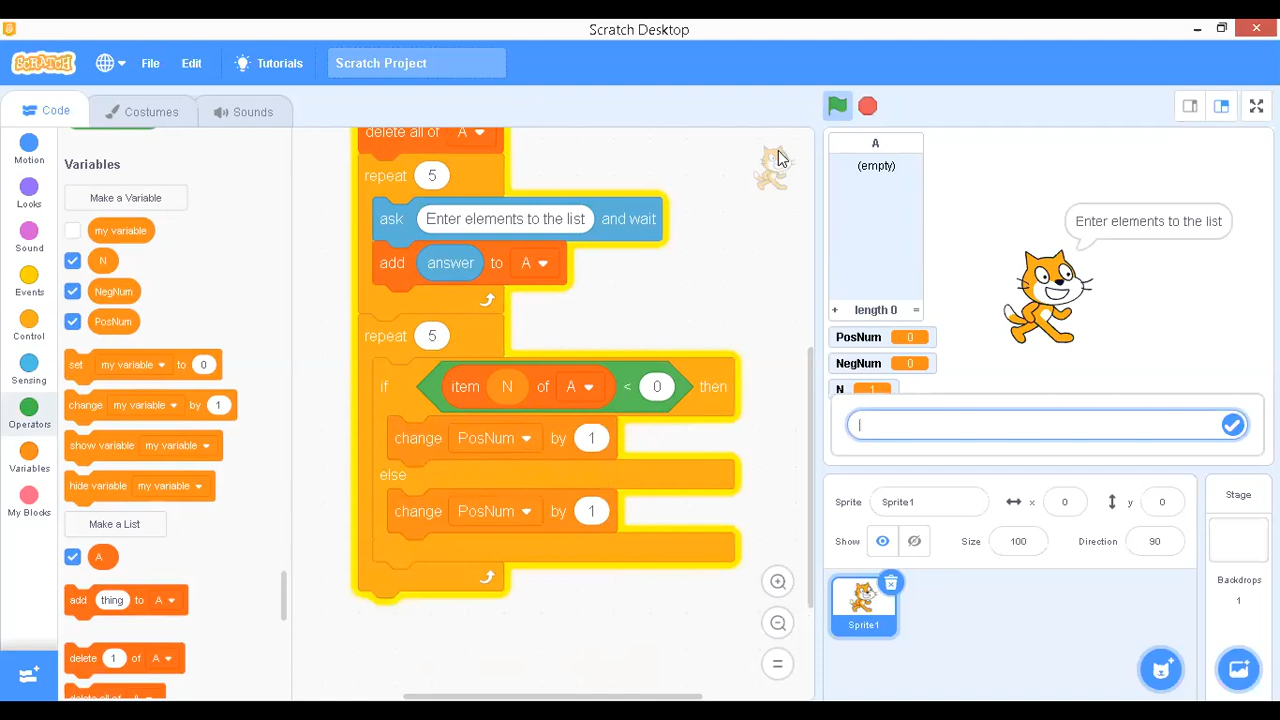 Scratch Desktop
SCRATCH
File
Edit
Tutorials
Scratch Project
Code
Costumes
Sounds
Motion
Looks
Sound
Events
Control
Sensing
Operators
Variables
My Blocks
Variables
Make a Variable
my variable
N
NegNum
PosNum
set my variable to 0
change my variable by 1
show variable my variable
hide variable my variable
Make a List
A
add thing to A
delete 1 of A
delete all of A
delete all of A
repeat 5
ask Enter elements to the list and wait
add answer to A
repeat 5
if item N of A < 0 then
change PosNum by 1
else
change PosNum by 1
A
(empty)
+ length 0 =
PosNum 0
NegNum 0
N 1
Enter elements to the list
Sprite Sprite1 x 0 y 0
Show Size 100 Direction 90
Sprite1
Stage
Backdrops
1